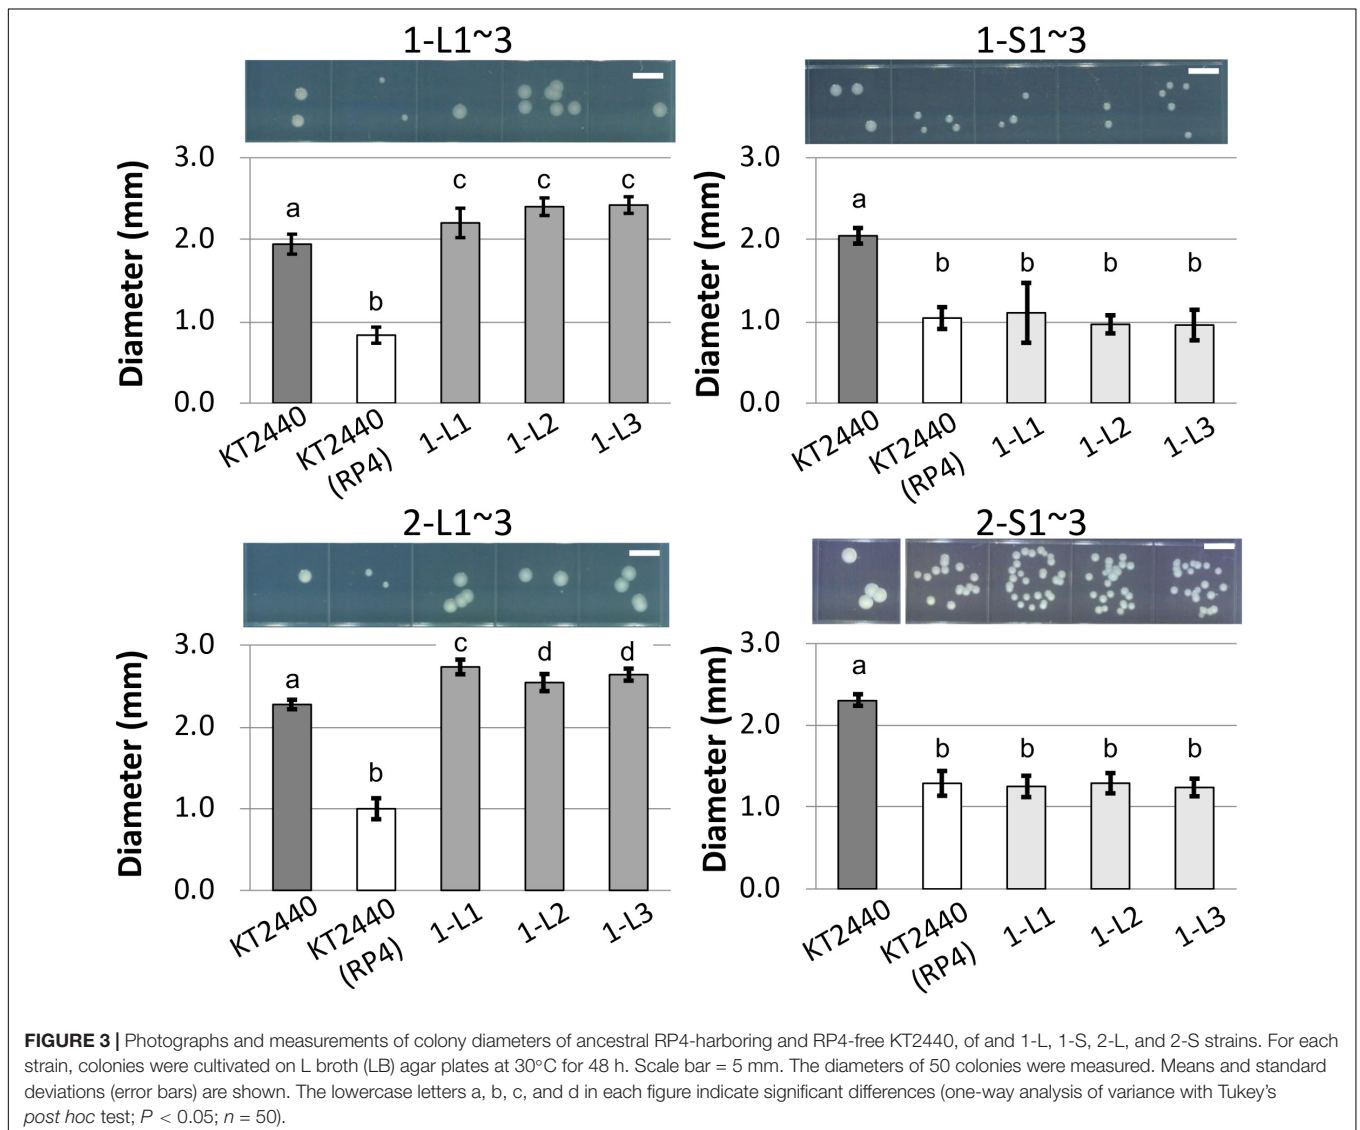 1-L1~3
3.0
2.0
1.0
0.0
Diameter (mm)
a
b
c
c
c
KT2440
KT2440
(RP4)
1-L1
1-L2
1-L3
1-S1~3
3.0
2.0
1.0
0.0
Diameter (mm)
a
b
b
b
b
KT2440
KT2440
(RP4)
1-L1
1-L2
1-L3
2-L1~3
3.0
2.0
1.0
0.0
Diameter (mm)
a
b
c
d
d
KT2440
KT2440
(RP4)
1-L1
1-L2
1-L3
2-S1~3
3.0
2.0
1.0
0.0
Diameter (mm)
a
b
b
b
b
KT2440
KT2440
(RP4)
1-L1
1-L2
1-L3
FIGURE 3 | Photographs and measurements of colony diameters of ancestral RP4-harboring and RP4-free KT2440, of and 1-L, 1-S, 2-L, and 2-S strains. For each
strain, colonies were cultivated on L broth (LB) agar plates at 30°C for 48 h. Scale bar = 5 mm. The diameters of 50 colonies were measured. Means and standard
deviations (error bars) are shown. The lowercase letters a, b, c, and d in each figure indicate significant differences (one-way analysis of variance with Tukey's
post hoc test; P < 0.05; n = 50).